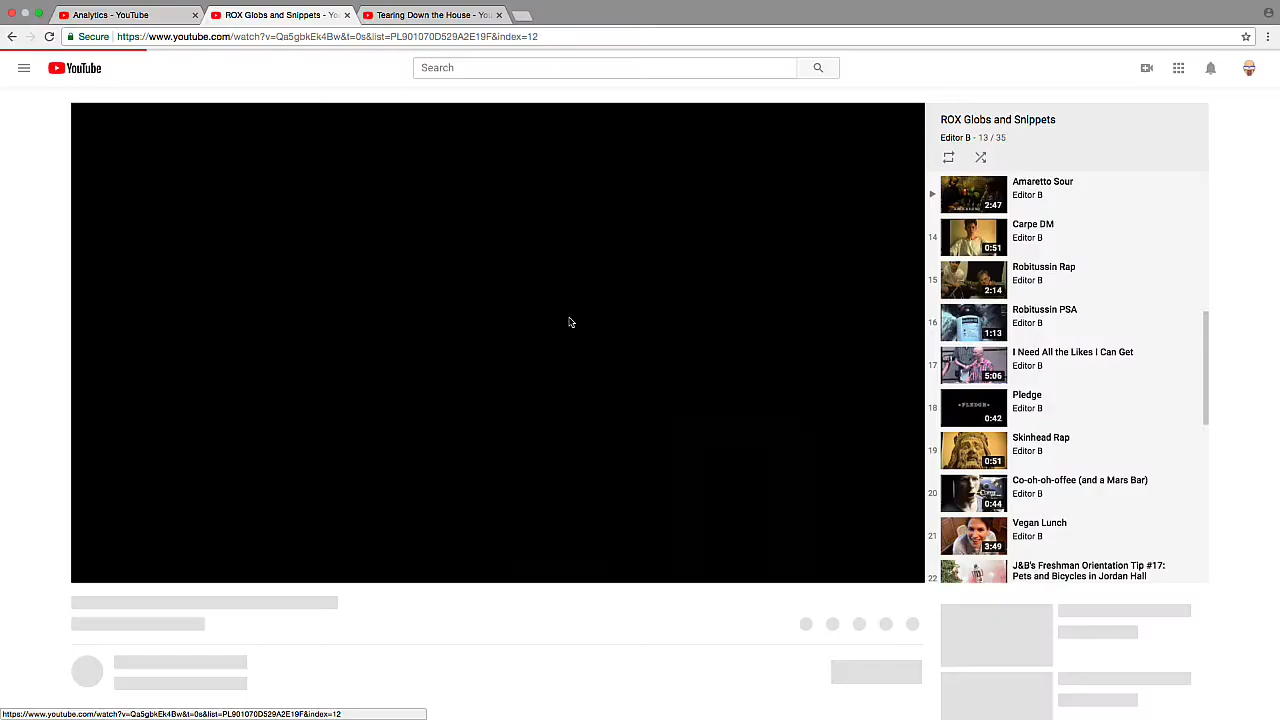 Analytics - YouTube
ROX Globs and Snippets - Yo
Tearing Down the House - You
Secure
https://www.youtube.com/watch?v=Qa5gbkEk4Bw&t=0s&list=PL901070D529A2E19F&index=12
YouTube
Search
ROX Globs and Snippets
Editor B - 13 / 35
Amaretto Sour
Editor B
2:47
14
Carpe DM
Editor B
0:51
15
Robitussin Rap
Editor B
2:14
16
Robitussin PSA
Editor B
1:13
17
I Need All the Likes I Can Get
Editor B
5:06
18
Pledge
Editor B
PLEDGE
0:42
19
Skinhead Rap
Editor B
0:51
20
Co-oh-oh-offee (and a Mars Bar)
Editor B
0:44
21
Vegan Lunch
Editor B
3:49
22
J&B's Freshman Orientation Tip #17:
Pets and Bicycles in Jordan Hall
https://www.youtube.com/watch?v=Qa5gbkEk4Bw&t=0s&list=PL901070D529A2E19F&index=12